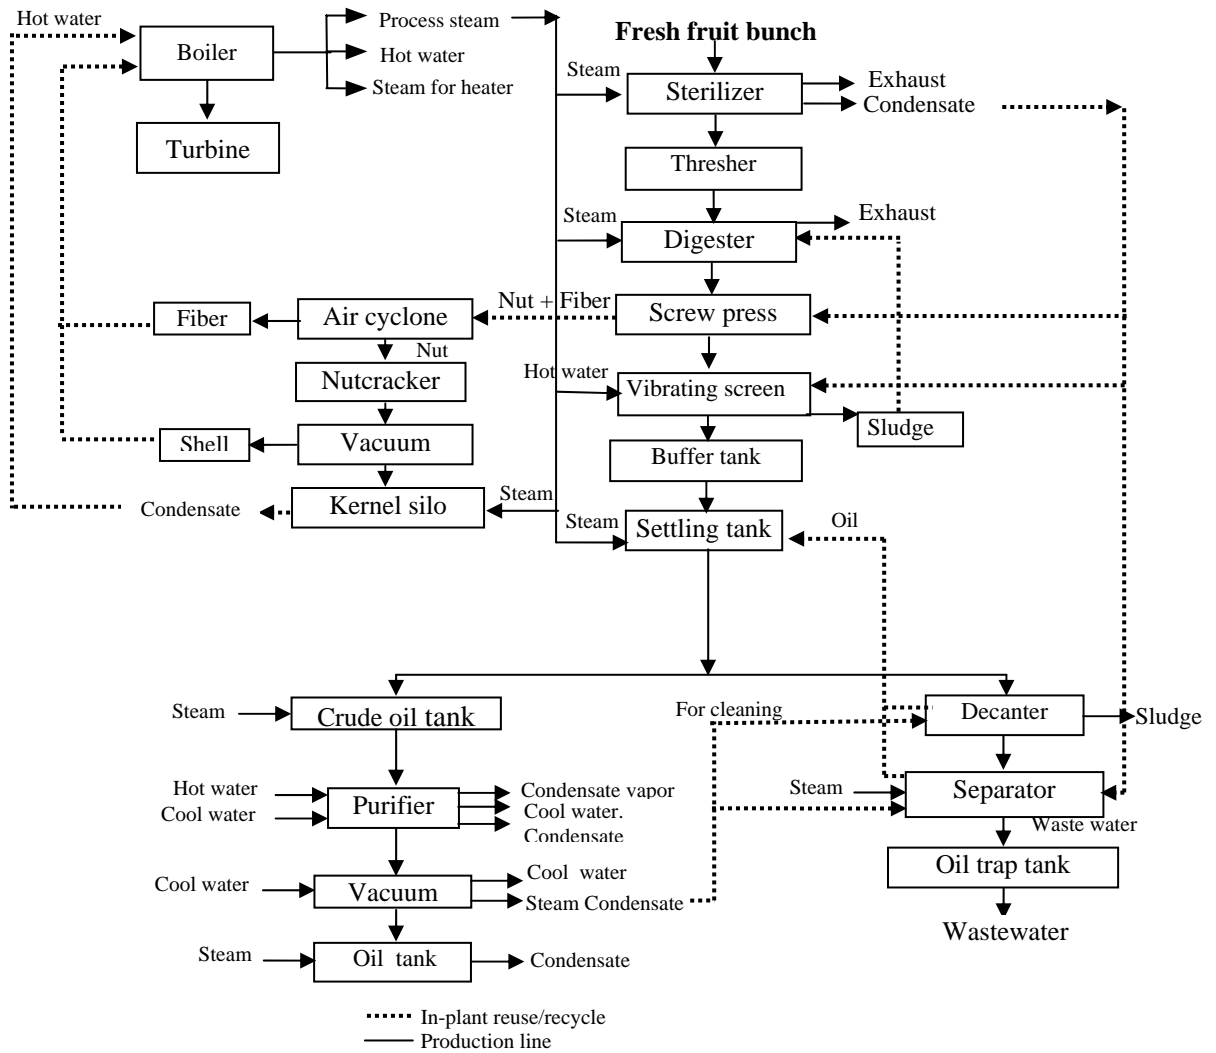 Hot water
Process steam
Fresh fruit bunch
Boiler
Hot water
Steam
Exhaust
Steam for heater
Sterilizer
Condensate
Turbine
Thresher
Steam
Exhaust
Digester
Nut + Fiber
Fiber
Air cyclone
Screw press
Nut
Hot water
Nutcracker
Vibrating screen
Shell
Vacuum
Sludge
Buffer tank
Condensate
Kernel silo
Steam
Steam
Settling tank
Oil
Steam
Crude oil tank
For cleaning
Decanter
Sludge
Hot water
Purifier
Condensate vapor
Steam
Separator
Cool water
Cool water.
Condensate
Waste water
Oil trap tank
Cool water
Vacuum
Cool water
Steam Condensate
Wastewater
Steam
Oil tank
Condensate
In-plant reuse/recycle
Production line